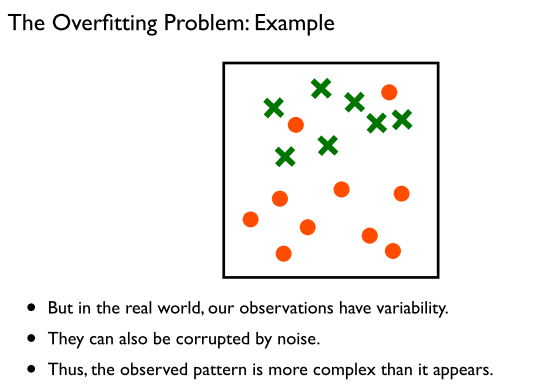 The Overfitting Problem: Example
• But in the real world, our observations have variability.
• They can also be corrupted by noise.
• Thus, the observed pattern is more complex than it appears.